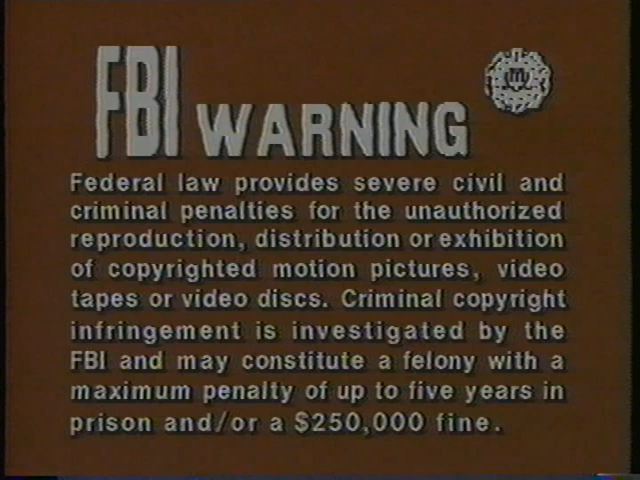 FBI WARNING
Federal law provides severe civil and
criminal penalties for the unauthorized
reproduction, distribution or exhibition
of copyrighted motion pictures, video
tapes or video discs. Criminal copyright
infringement is investigated by the
FBI and may constitute a felony with a
maximum penalty of up to five years in
prison and/or a $250,000 fine.